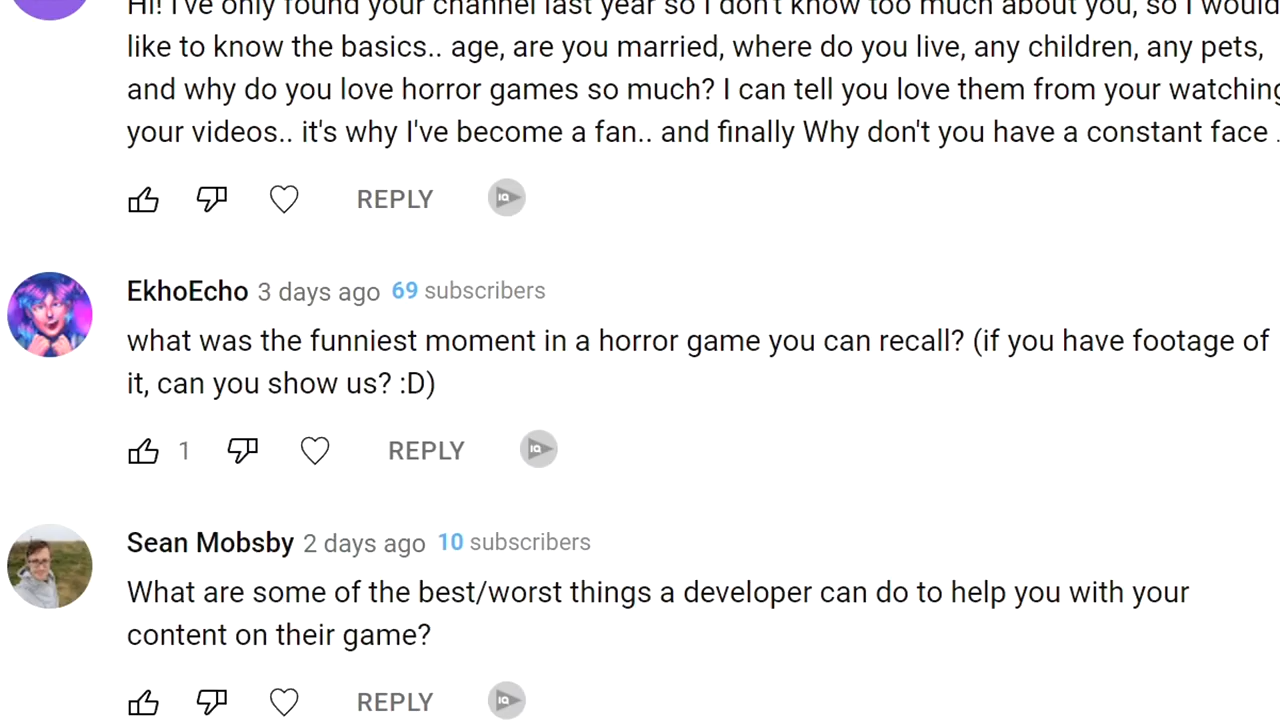 Hi! I've only found your channel last year so I don't know too much about you, so I would
like to know the basics.. age, are you married, where do you live, any children, any pets,
and why do you love horror games so much? I can tell you love them from your watching
your videos.. it's why I've become a fan.. and finally Why don't you have a constant face .
REPLY
EkhoEcho 3 days ago 69 subscribers
what was the funniest moment in a horror game you can recall? (if you have footage of
it, can you show us? :D)
1 REPLY
Sean Mobsby 2 days ago 10 subscribers
What are some of the best/worst things a developer can do to help you with your
content on their game?
REPLY